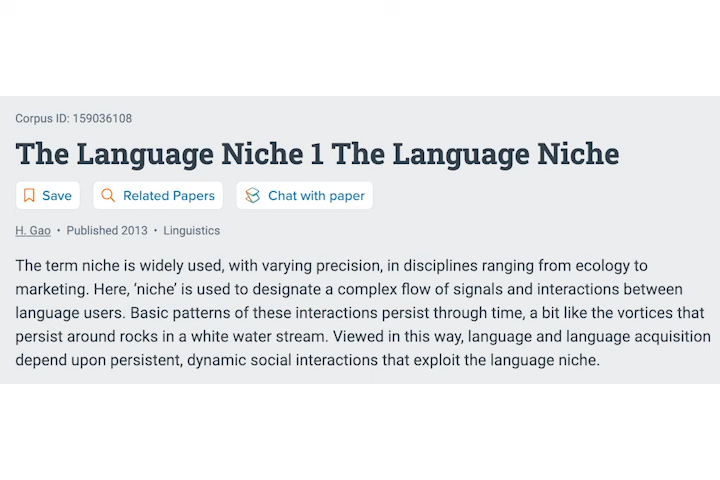 Corpus ID: 159036108
The Language Niche 1 The Language Niche
Save Related Papers Chat with paper
H. Gao • Published 2013 • Linguistics
The term niche is widely used, with varying precision, in disciplines ranging from ecology to
marketing. Here, ‘niche’ is used to designate a complex flow of signals and interactions between
language users. Basic patterns of these interactions persist through time, a bit like the vortices that
persist around rocks in a white water stream. Viewed in this way, language and language acquisition
depend upon persistent, dynamic social interactions that exploit the language niche.